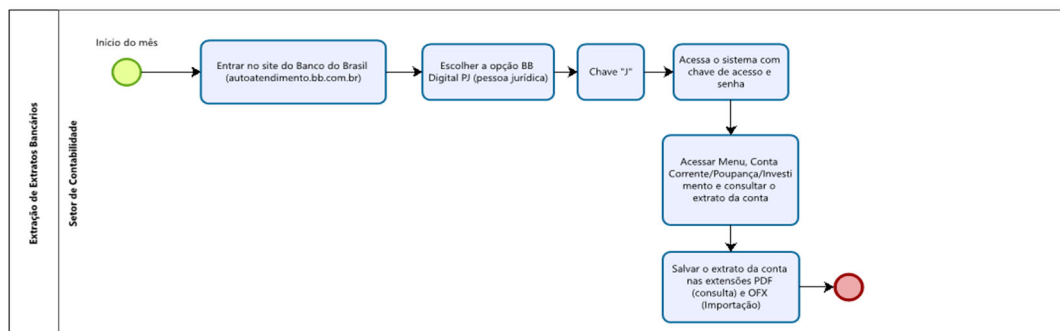 Extração de Extratos Bancários
Setor de Contabilidade
Início do mês
Entrar no site do Banco do Brasil
(autoatendimento.bb.com.br)
Escolher a opção BB
Digital PJ (pessoa jurídica)
Chave "J"
Acessa o sistema com
chave de acesso e
senha
Acessar Menu, Conta
Corrente/Poupança/Investi
mento e consultar o
extrato da conta
Salvar o extrato da conta
nas extensões PDF
(consulta) e OFX
(Importação)